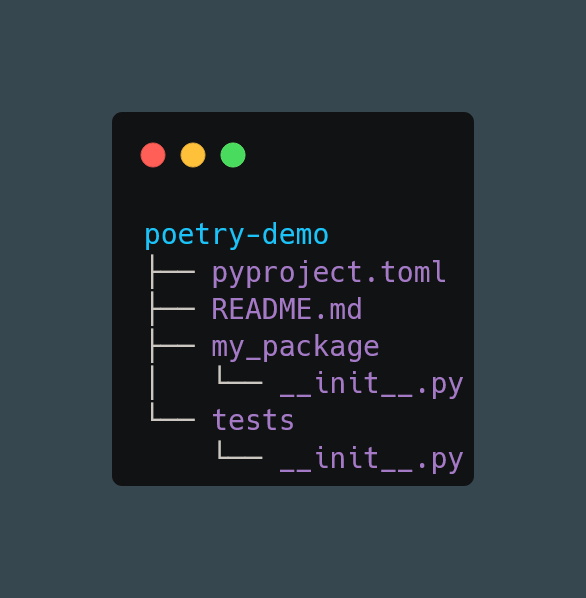 poetry-demo
├── pyproject.toml
├── README.md
├── my_package
│   └── __init__.py
└── tests
    └── __init__.py